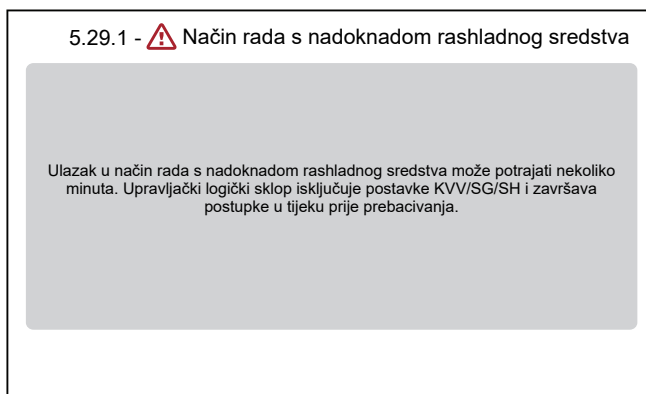 5.29.1 - Način rada s nadoknadom rashladnog sredstva
Ulazak u način rada s nadoknadom rashladnog sredstva može potrajati nekoliko
minuta. Upravljački logički sklop isključuje postavke KVV/SG/SH i završava
postupke u tijeku prije prebacivanja.